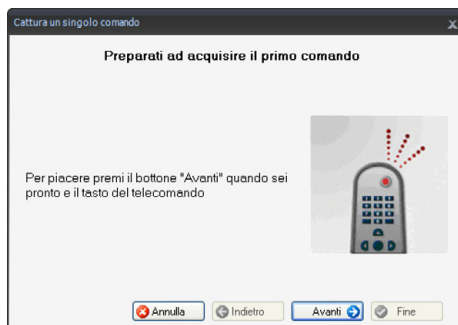 Cattura un singolo comando
x
Preparati ad acquisire il primo comando
Per piacere premi il bottone "Avanti" quando sei
pronto e il tasto del telecomando
Annulla
Indietro
Avanti
Fine